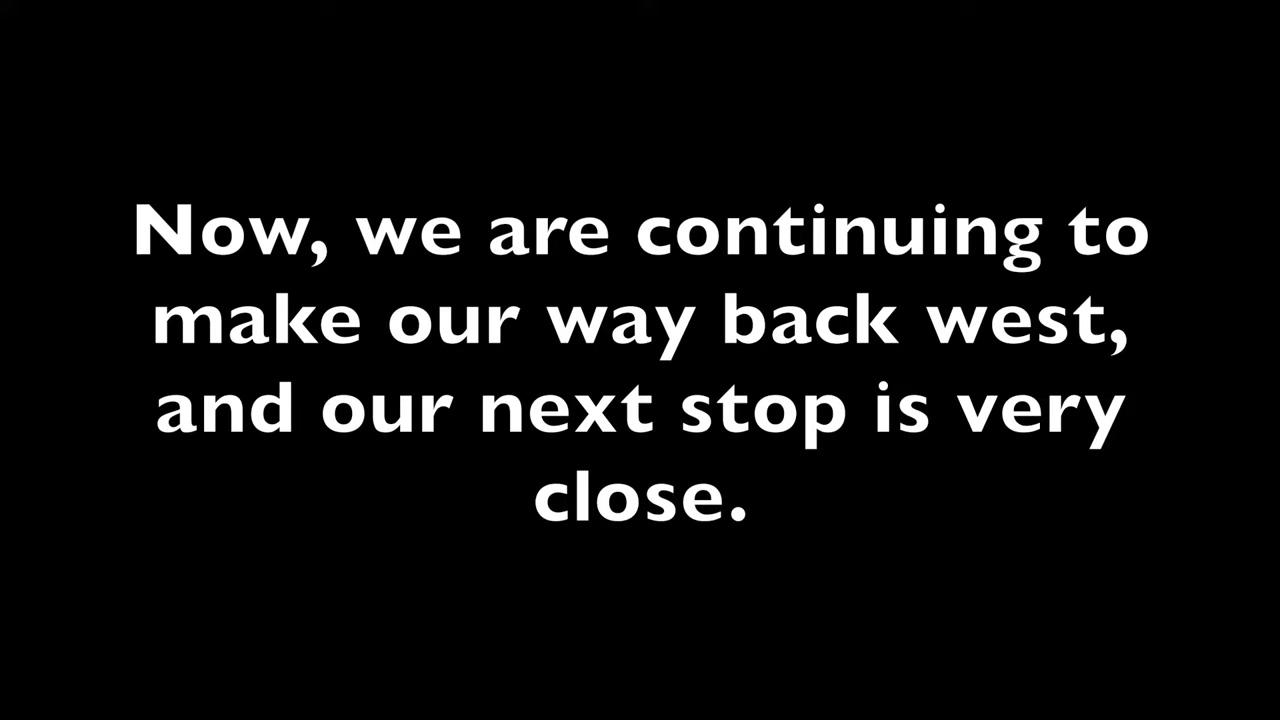 Now, we are continuing to
make our way back west,
and our next stop is very
close.